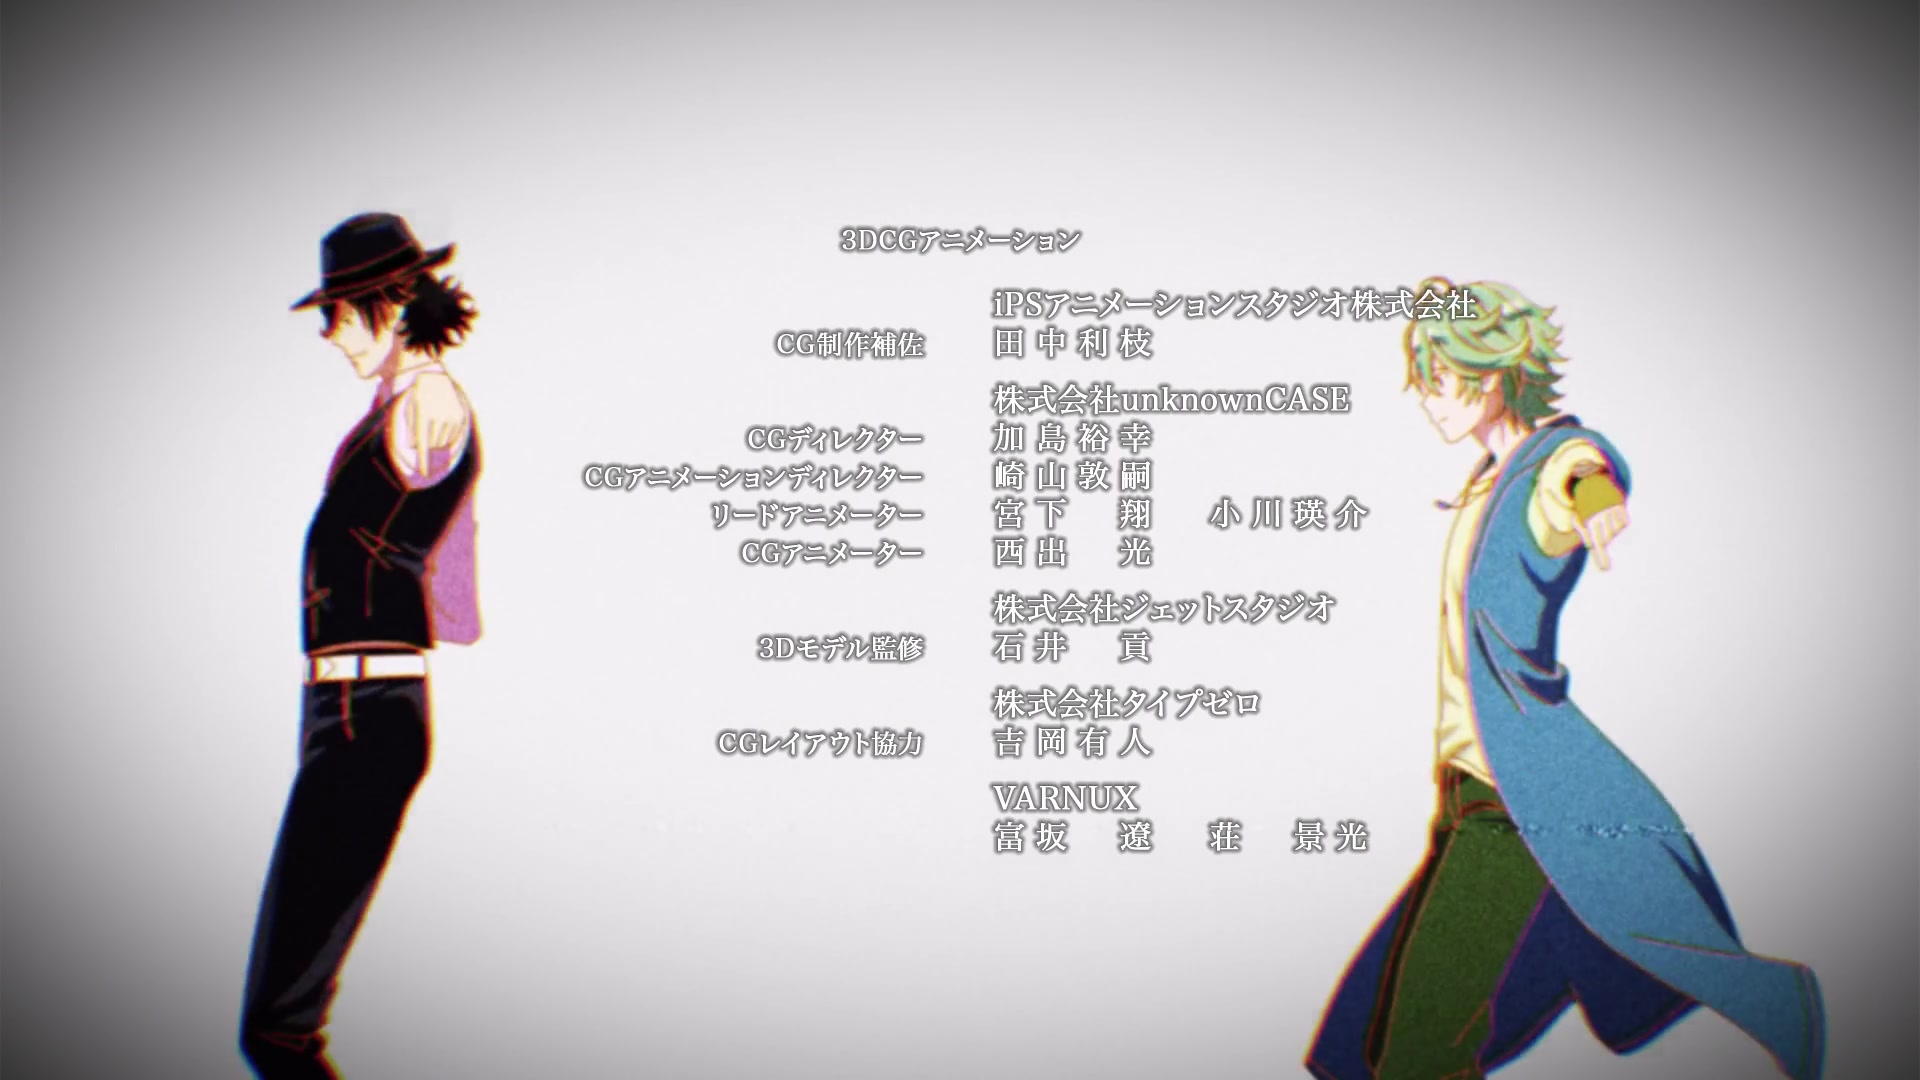 3DCGアニメーション
iPSアニメーションスタジオ株式会社
CG制作補佐 田中利枝
株式会社unknownCASE
CGディレクター 加島裕幸
CGアニメーションディレクター 崎山敦嗣
リードアニメーター 宮下 翔 小川瑛介
CGアニメーター 西出 光
株式会社ジェットスタジオ
3Dモデル監修 石井 貢
株式会社タイプゼロ
CGレイアウト協力 吉岡有人
VARNUX
富坂 遼 荘 景光